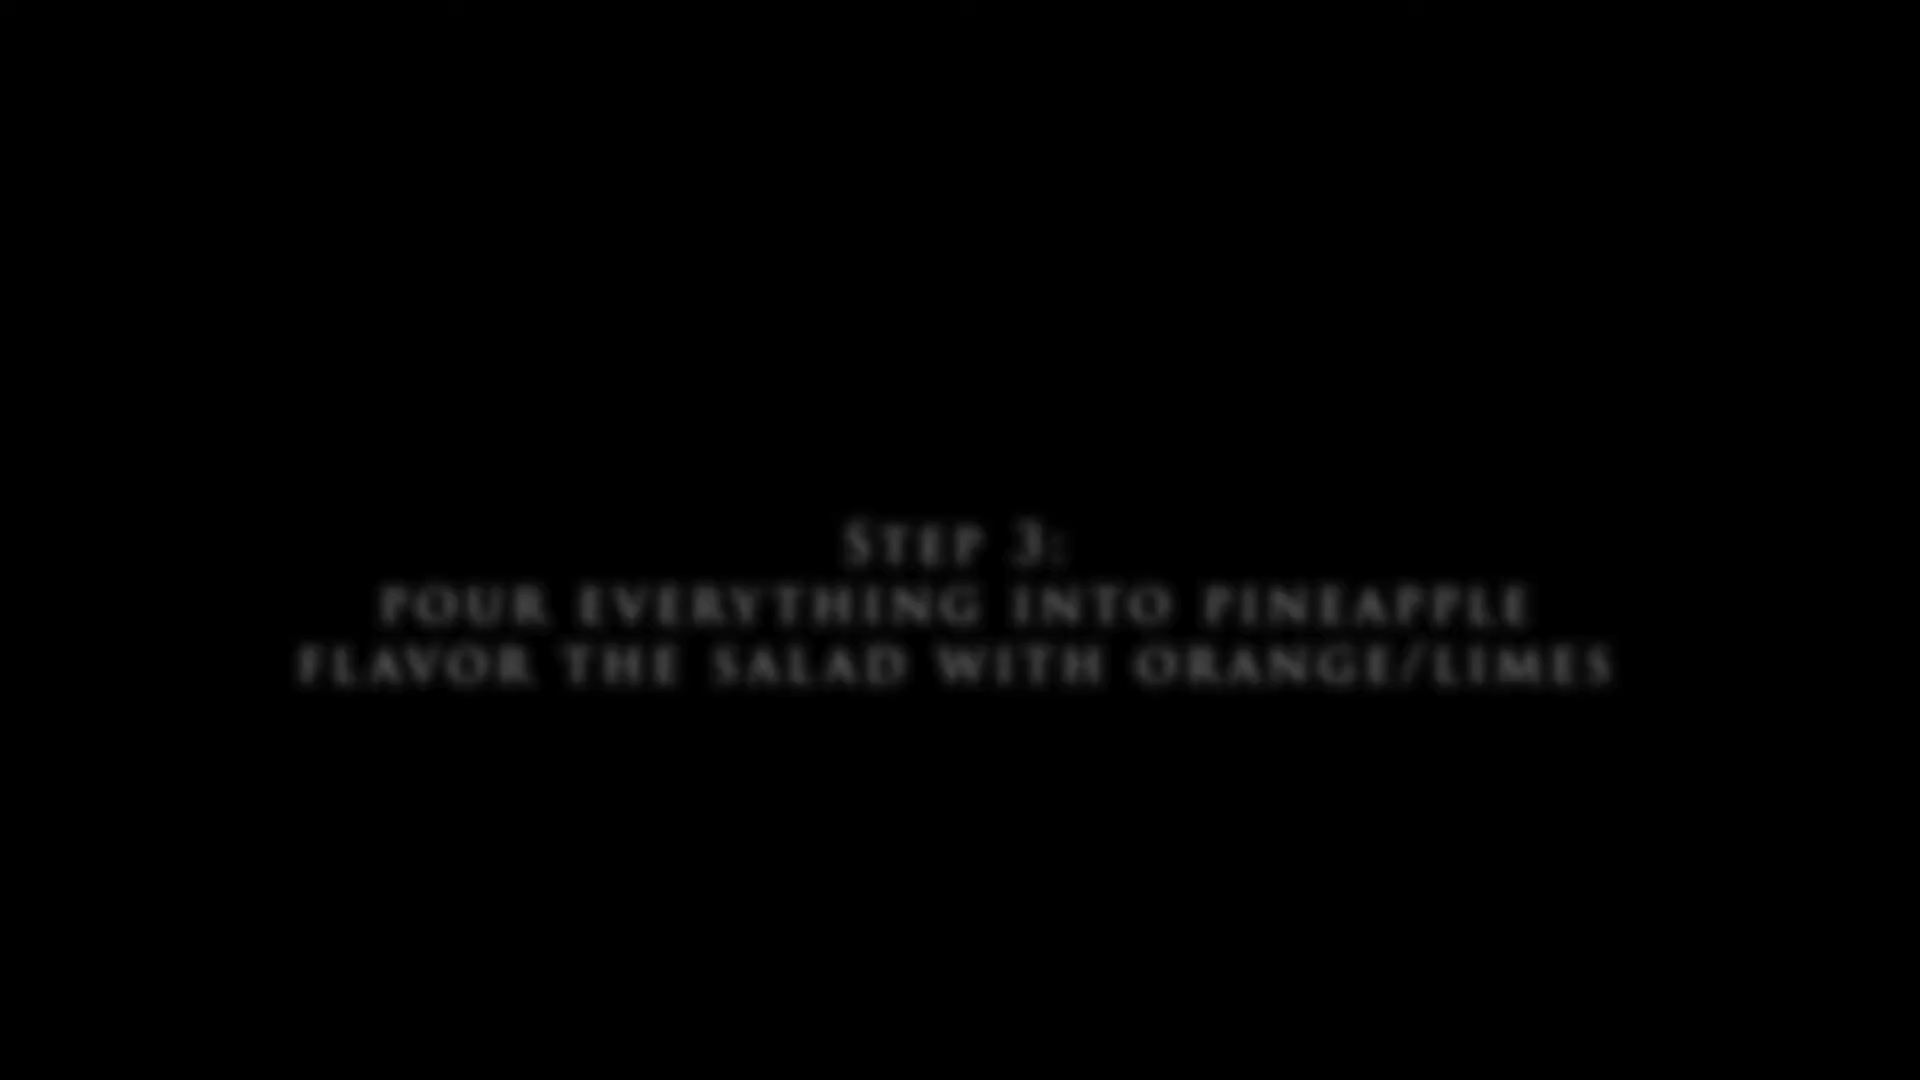 Step 3:
pour everything into pineapple
flavor the salad with orange/limes